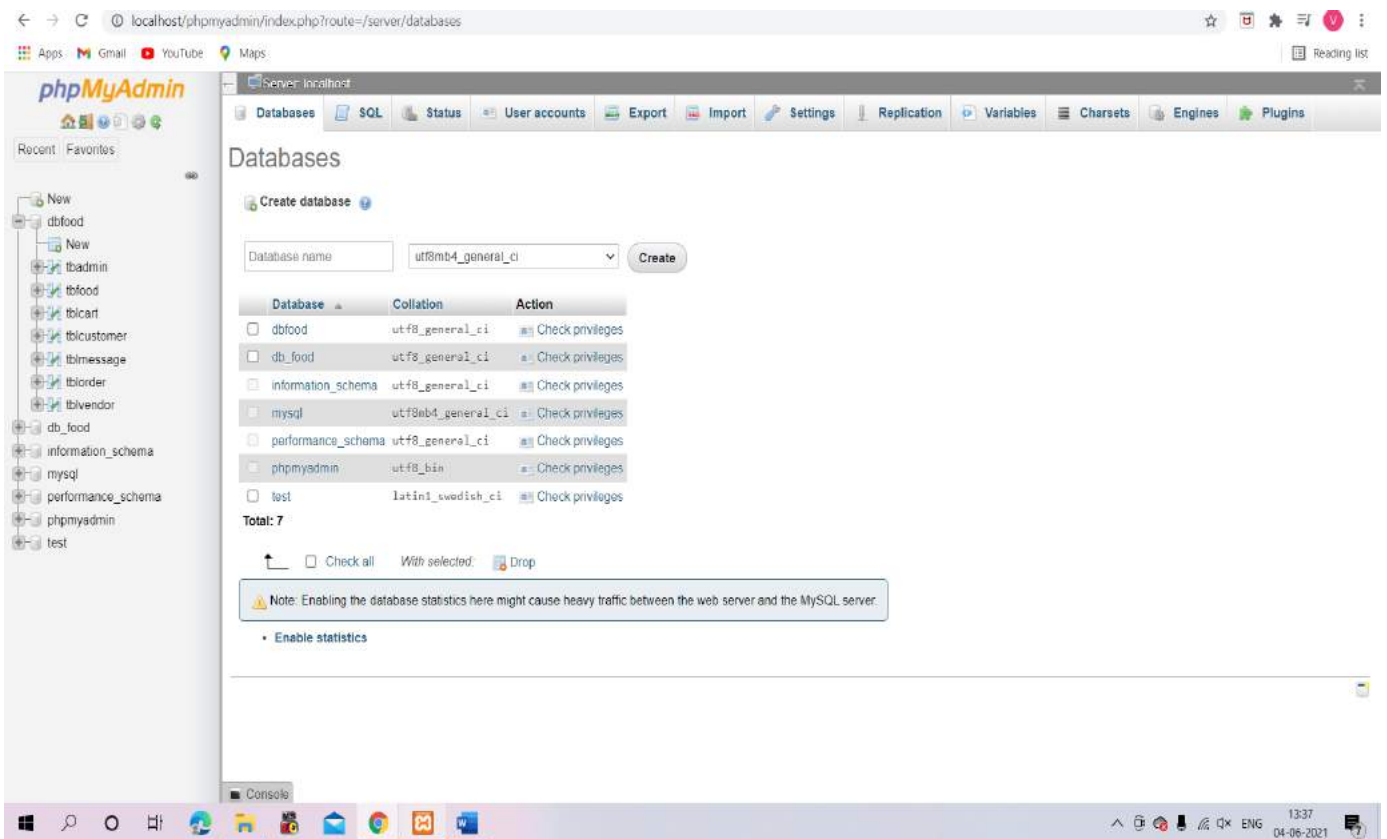 localhost/phpmyadmin/index.php?route=/server/databases
Apps Gmail YouTube Maps Reading list
phpMyAdmin
Recent Favorites
New
dbfood
New
tbadmin
tbfood
tblcart
tblcustomer
tblmessage
tblorder
tblvendor
db_food
information_schema
mysql
performance_schema
phpmyadmin
test
Server: localhost
Databases SQL Status User accounts Export Import Settings Replication Variables Charsets Engines Plugins
Databases
Create database
Database name utf8mb4_general_ci Create
Database Collation Action
dbfood utf8_general_ci Check privileges
db_food utf8_general_ci Check privileges
information_schema utf8_general_ci Check privileges
mysql utf8mb4_general_ci Check privileges
performance_schema utf8_general_ci Check privileges
phpmyadmin utf8_bin Check privileges
test latin1_swedish_ci Check privileges
Total: 7
Check all With selected: Drop
Note: Enabling the database statistics here might cause heavy traffic between the web server and the MySQL server.
Enable statistics
Console
ENG 13:37
04-06-2021